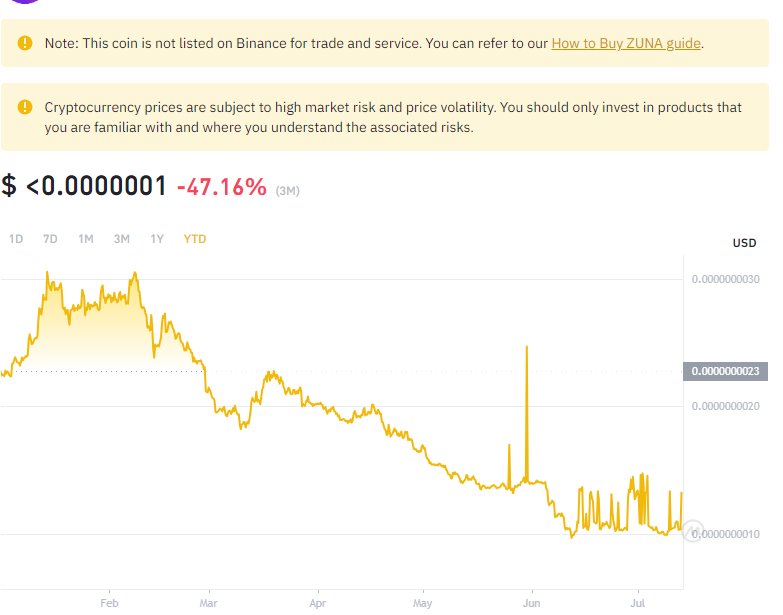 Note: This coin is not listed on Binance for trade and service. You can refer to our How to Buy ZUNA guide.
Cryptocurrency prices are subject to high market risk and price volatility. You should only invest in products that
you are familiar with and where you understand the associated risks.
$ <0.0000001 -47.16% (3M)
1D 7D 1M 3M 1Y YTD
USD
0.0000000030
0.0000000023
0.0000000020
0.0000000010
Feb Mar Apr May Jun Jul